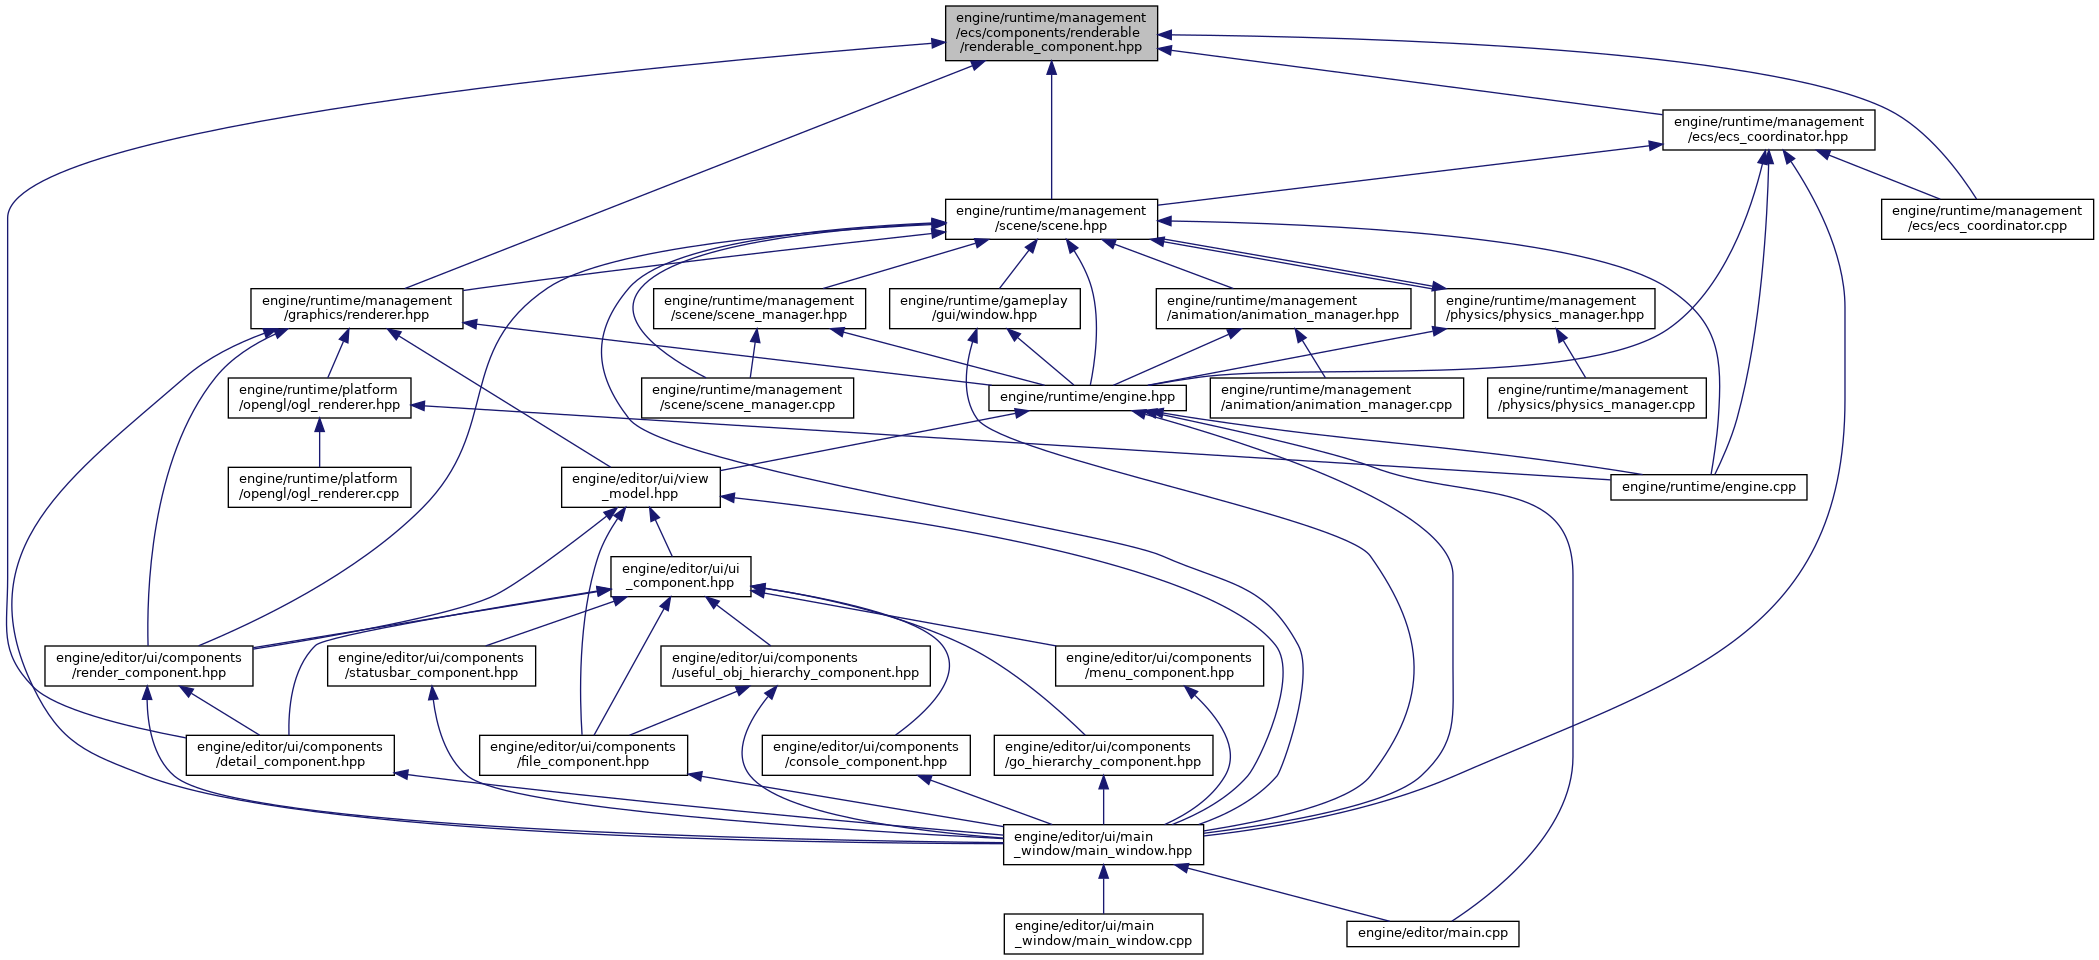 engine/runtime/management
/ecs/components/renderable
/renderable_component.hpp
engine/runtime/management
/ecs/ecs_coordinator.hpp
engine/runtime/management
/scene/scene.hpp
engine/runtime/management
/ecs/ecs_coordinator.cpp
engine/runtime/management
/graphics/renderer.hpp
engine/runtime/management
/scene/scene_manager.hpp
engine/runtime/gameplay
/gui/window.hpp
engine/runtime/management
/animation/animation_manager.hpp
engine/runtime/management
/physics/physics_manager.hpp
engine/runtime/platform
/opengl/ogl_renderer.hpp
engine/runtime/management
/scene/scene_manager.cpp
engine/runtime/engine.hpp
engine/runtime/management
/animation/animation_manager.cpp
engine/runtime/management
/physics/physics_manager.cpp
engine/runtime/platform
/opengl/ogl_renderer.cpp
engine/editor/ui/view
_model.hpp
engine/runtime/engine.cpp
engine/editor/ui/ui
_component.hpp
engine/editor/ui/components
/render_component.hpp
engine/editor/ui/components
/statusbar_component.hpp
engine/editor/ui/components
/useful_obj_hierarchy_component.hpp
engine/editor/ui/components
/menu_component.hpp
engine/editor/ui/components
/detail_component.hpp
engine/editor/ui/components
/file_component.hpp
engine/editor/ui/components
/console_component.hpp
engine/editor/ui/components
/go_hierarchy_component.hpp
engine/editor/ui/main
_window/main_window.hpp
engine/editor/ui/main
_window/main_window.cpp
engine/editor/main.cpp